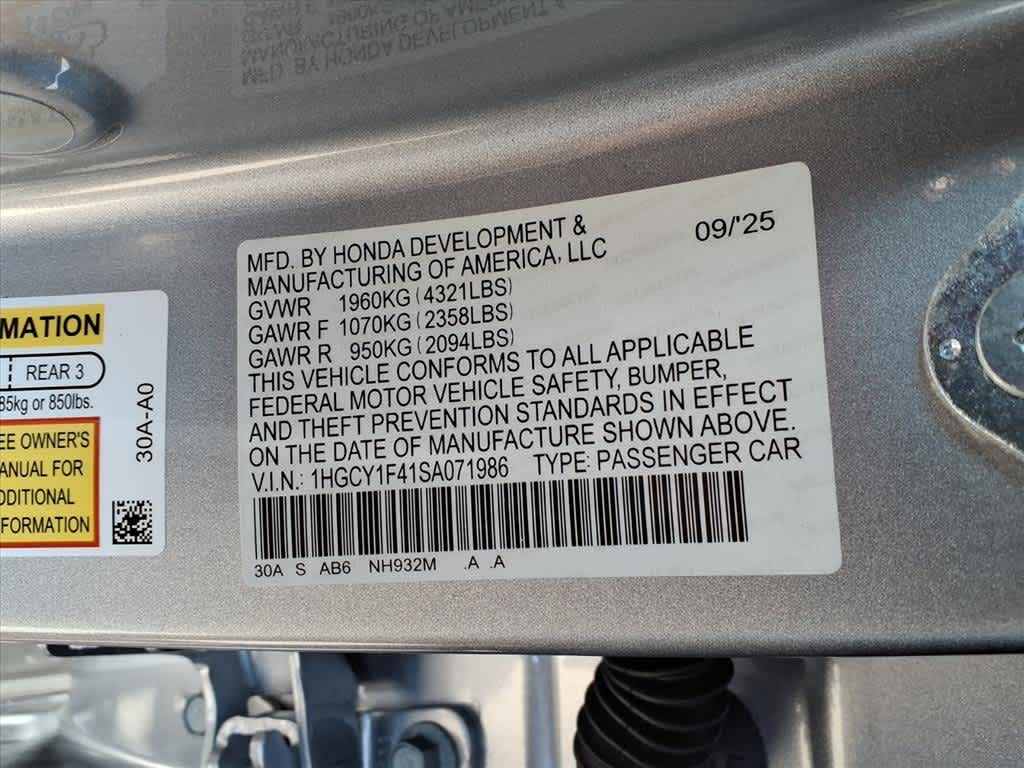 MFD. BY HONDA DEVELOPMENT &
MANUFACTURING OF AMERICA, LLC
09/'25
GVWR 1960KG (4321LBS)
GAWR F 1070KG (2358LBS)
GAWR R 950KG (2094LBS)
THIS VEHICLE CONFORMS TO ALL APPLICABLE
FEDERAL MOTOR VEHICLE SAFETY, BUMPER,
AND THEFT PREVENTION STANDARDS IN EFFECT
ON THE DATE OF MANUFACTURE SHOWN ABOVE.
V.I.N.: 1HGCY1F41SA071986 TYPE: PASSENGER CAR
30A S AB6 NH932M .A .A
MATION
REAR 3
85kg or 850lbs.
EE OWNER'S
ANUAL FOR
DDITIONAL
FORMATION
30A-A0